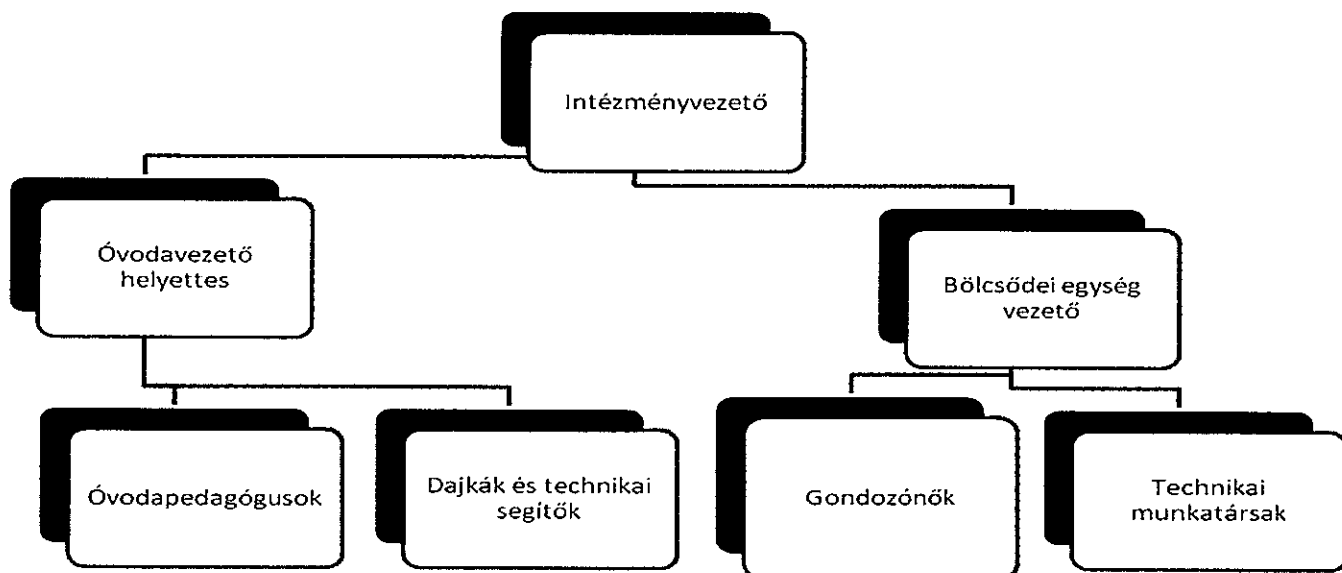 Intézményvezető
Óvodavezető
helyettes
Bölcsődei egység
vezető
Óvodapedagógusok
Dajkák és technikai
segítők
Gondozónők
Technikai
munkatársak